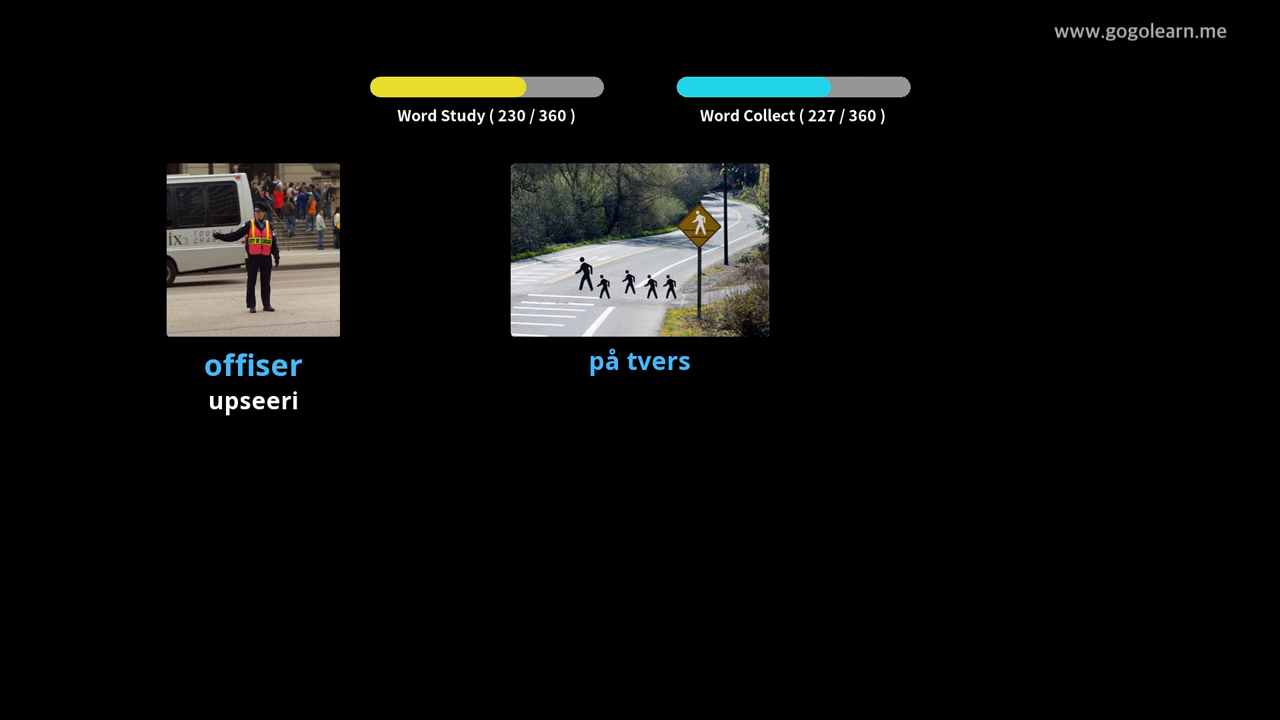 www.gogolearn.me
Word Study ( 230 / 360 )
Word Collect ( 227 / 360 )
offiser
upseeri
på tvers